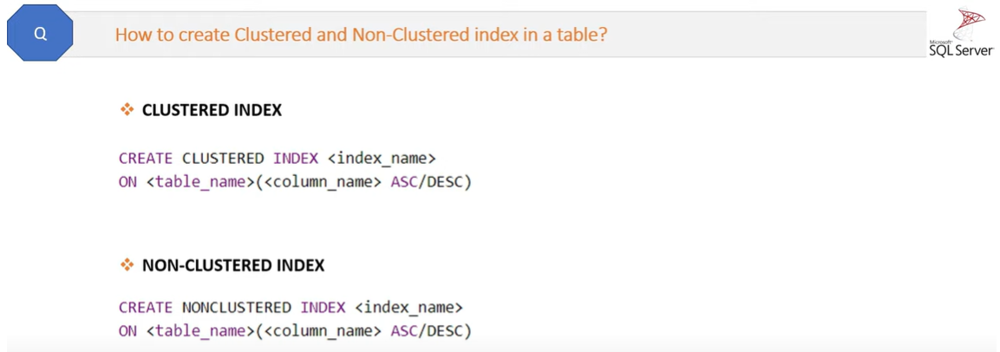 Q
How to create Clustered and Non-Clustered index in a table?
Microsoft®
SQL Server
CLUSTERED INDEX
CREATE CLUSTERED INDEX <index_name>
ON <table_name>(<column_name> ASC/DESC)
NON-CLUSTERED INDEX
CREATE NONCLUSTERED INDEX <index_name>
ON <table_name>(<column_name> ASC/DESC)